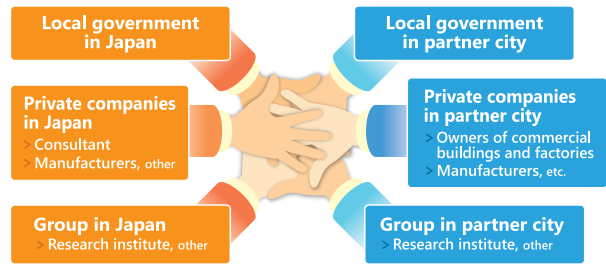 Local government
in Japan
Local government
in partner city
Private companies
in Japan
> Consultant
> Manufacturers, other
Private companies
in partner city
> Owners of commercial
buildings and factories
> Manufacturers, etc.
Group in Japan
> Research institute, other
Group in partner city
> Research institute, other